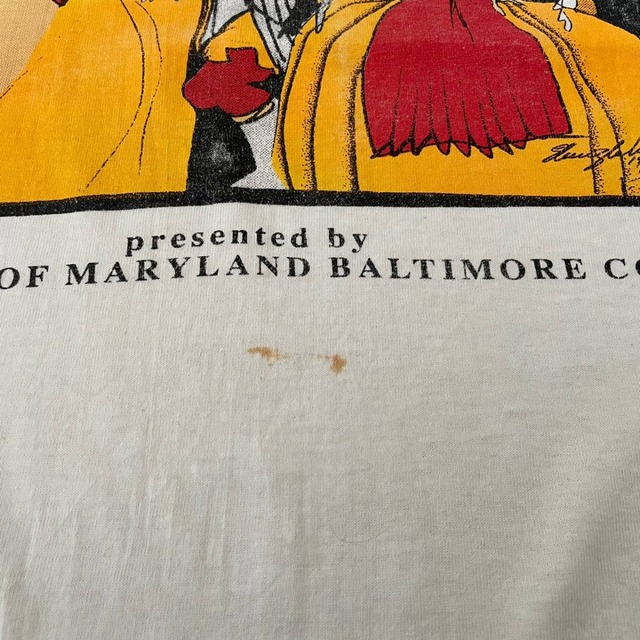 presented by
OF MARYLAND BALTIMORE CO